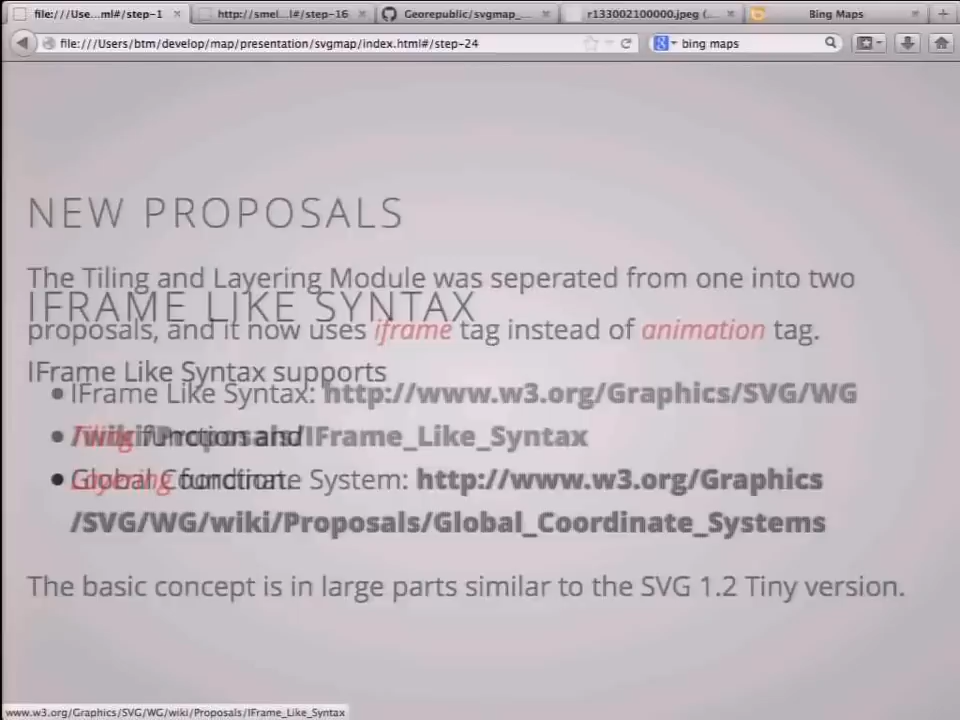 file:///Use...ml#/step-1
http://smel...l#/step-16
Georepublic/svgmap_...
r133002100000.jpeg (...
Bing Maps
file:///Users/btm/develop/map/presentation/svgmap/index.html#/step-24
bing maps
NEW PROPOSALS
The Tiling and Layering Module was seperated from one into two
IFRAME LIKE SYNTAX
proposals, and it now uses iframe tag instead of animation tag.
IFrame Like Syntax supports
IFrame Like Syntax: http://www.w3.org/Graphics/SVG/WG
/wiki/Proposals/IFrame_Like_Syntax
Tiling function and
Global Coordinate System: http://www.w3.org/Graphics
Layering function.
/SVG/WG/wiki/Proposals/Global_Coordinate_Systems
The basic concept is in large parts similar to the SVG 1.2 Tiny version.
www.w3.org/Graphics/SVG/WG/wiki/Proposals/IFrame_Like_Syntax